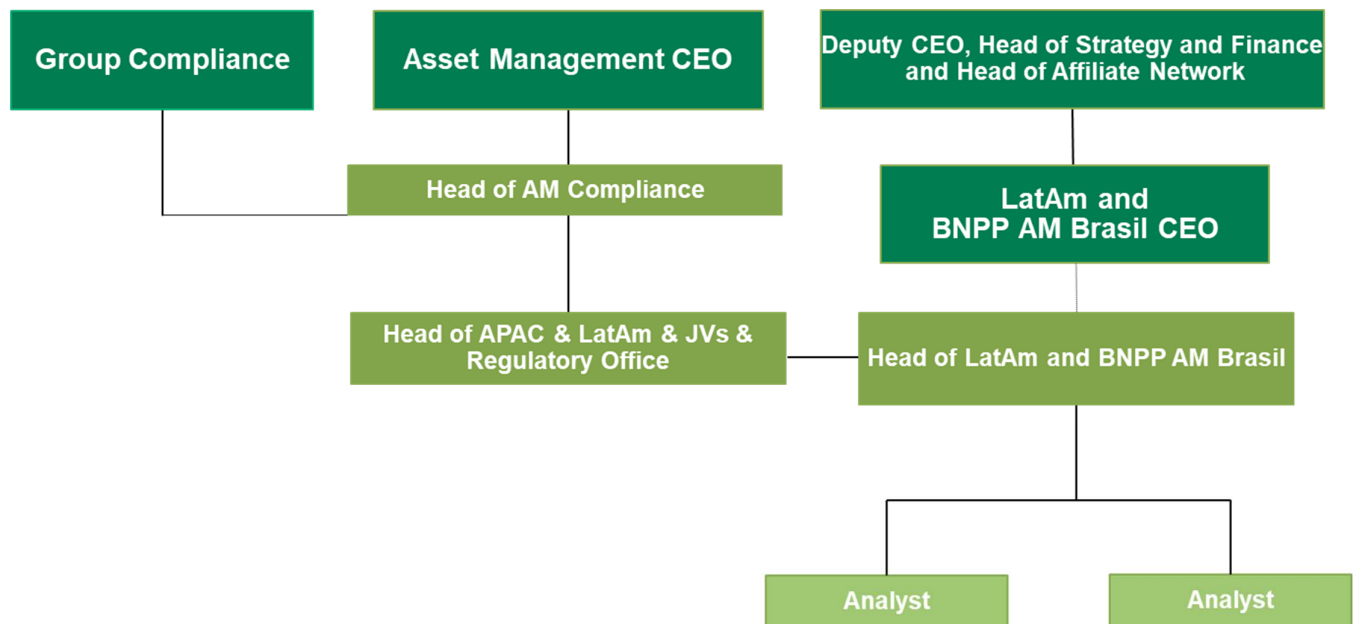 Group Compliance
Asset Management CEO
Deputy CEO, Head of Strategy and Finance
and Head of Affiliate Network
Head of AM Compliance
LatAm and
BNPP AM Brasil CEO
Head of APAC & LatAm & JVs &
Regulatory Office
Head of LatAm and BNPP AM Brasil
Analyst
Analyst